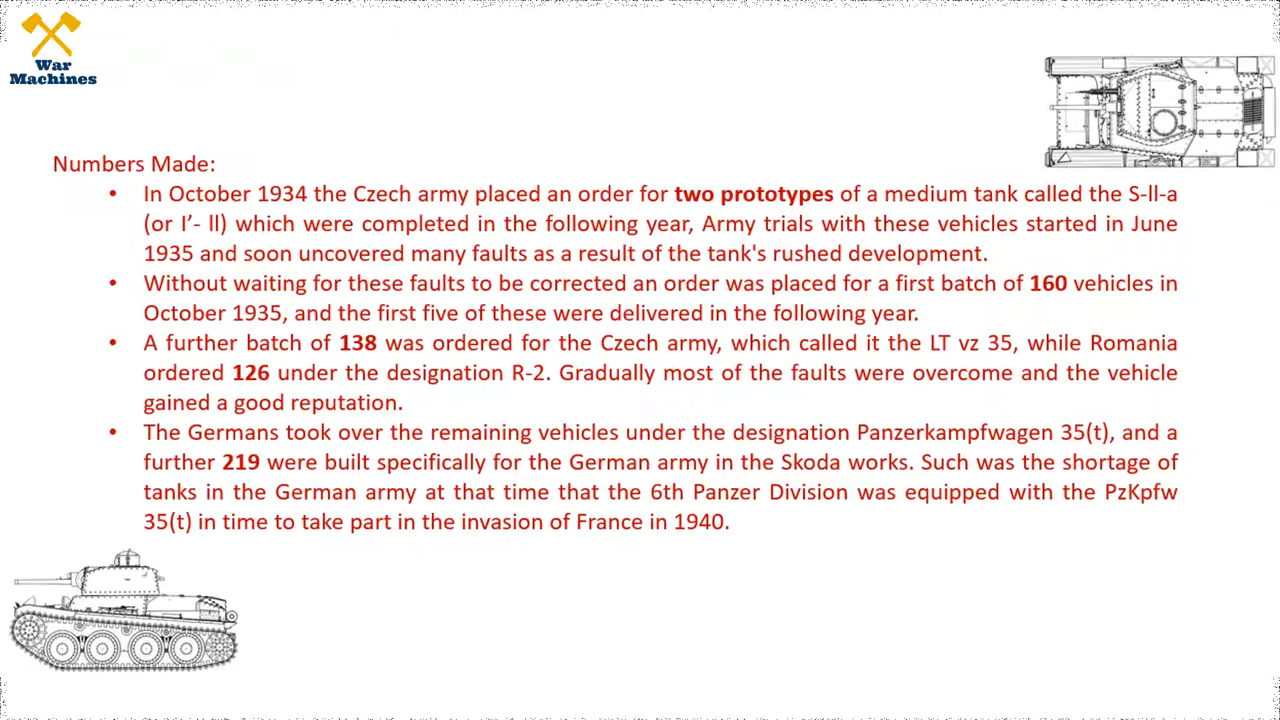 War
Machines
Numbers Made:
• In October 1934 the Czech army placed an order for two prototypes of a medium tank called the S-ll-a
(or I’- ll) which were completed in the following year, Army trials with these vehicles started in June
1935 and soon uncovered many faults as a result of the tank's rushed development.
• Without waiting for these faults to be corrected an order was placed for a first batch of 160 vehicles in
October 1935, and the first five of these were delivered in the following year.
• A further batch of 138 was ordered for the Czech army, which called it the LT vz 35, while Romania
ordered 126 under the designation R-2. Gradually most of the faults were overcome and the vehicle
gained a good reputation.
• The Germans took over the remaining vehicles under the designation Panzerkampfwagen 35(t), and a
further 219 were built specifically for the German army in the Skoda works. Such was the shortage of
tanks in the German army at that time that the 6th Panzer Division was equipped with the PzKpfw
35(t) in time to take part in the invasion of France in 1940.